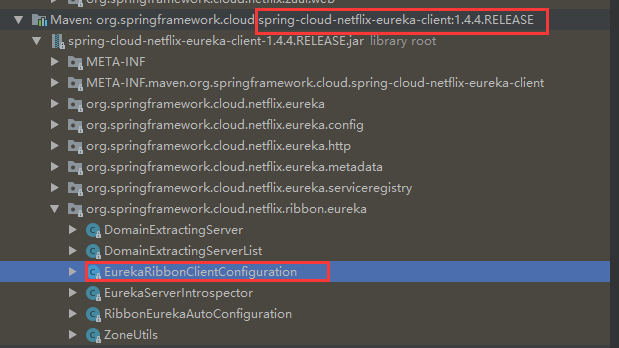 org.springframework.cloud.netflix.zuul.web
Maven: org.springframework.cloud:spring-cloud-netflix-eureka-client:1.4.4.RELEASE
spring-cloud-netflix-eureka-client-1.4.4.RELEASE.jar library root
META-INF
META-INF.maven.org.springframework.cloud.spring-cloud-netflix-eureka-client
org.springframework.cloud.netflix.eureka
org.springframework.cloud.netflix.eureka.config
org.springframework.cloud.netflix.eureka.http
org.springframework.cloud.netflix.eureka.metadata
org.springframework.cloud.netflix.eureka.serviceregistry
org.springframework.cloud.netflix.ribbon.eureka
DomainExtractingServer
DomainExtractingServerList
EurekaRibbonClientConfiguration
EurekaServerIntrospector
RibbonEurekaAutoConfiguration
ZoneUtils